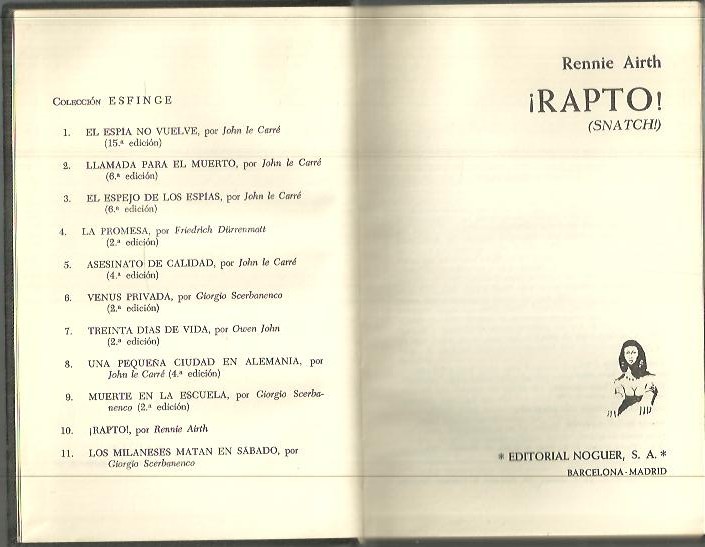 COLECCIÓN ESFINGE
1. EL ESPIA NO VUELVE, por John le Carré
(15.ª edición)
2. LLAMADA PARA EL MUERTO, por John le Carré
(6.ª edición)
3. EL ESPEJO DE LOS ESPIAS, por John le Carré
(6.ª edición)
4. LA PROMESA, por Friedrich Dürrenmatt
(2.ª edición)
5. ASESINATO DE CALIDAD, por John le Carré
(4.ª edición)
6. VENUS PRIVADA, por Giorgio Scerbanenco
(2.ª edición)
7. TREINTA DIAS DE VIDA, por Owen John
(2.ª edición)
8. UNA PEQUEÑA CIUDAD EN ALEMANIA, por
John le Carré (4.ª edición)
9. MUERTE EN LA ESCUELA, por Giorgio Scerba-
nenco (2.ª edición)
10. ¡RAPTO!, por Rennie Airth
11. LOS MILANESES MATAN EN SABADO, por
Giorgio Scerbanenco
Rennie Airth
¡RAPTO!
(SNATCH!)
* EDITORIAL NOGUER, S. A. *
BARCELONA-MADRID